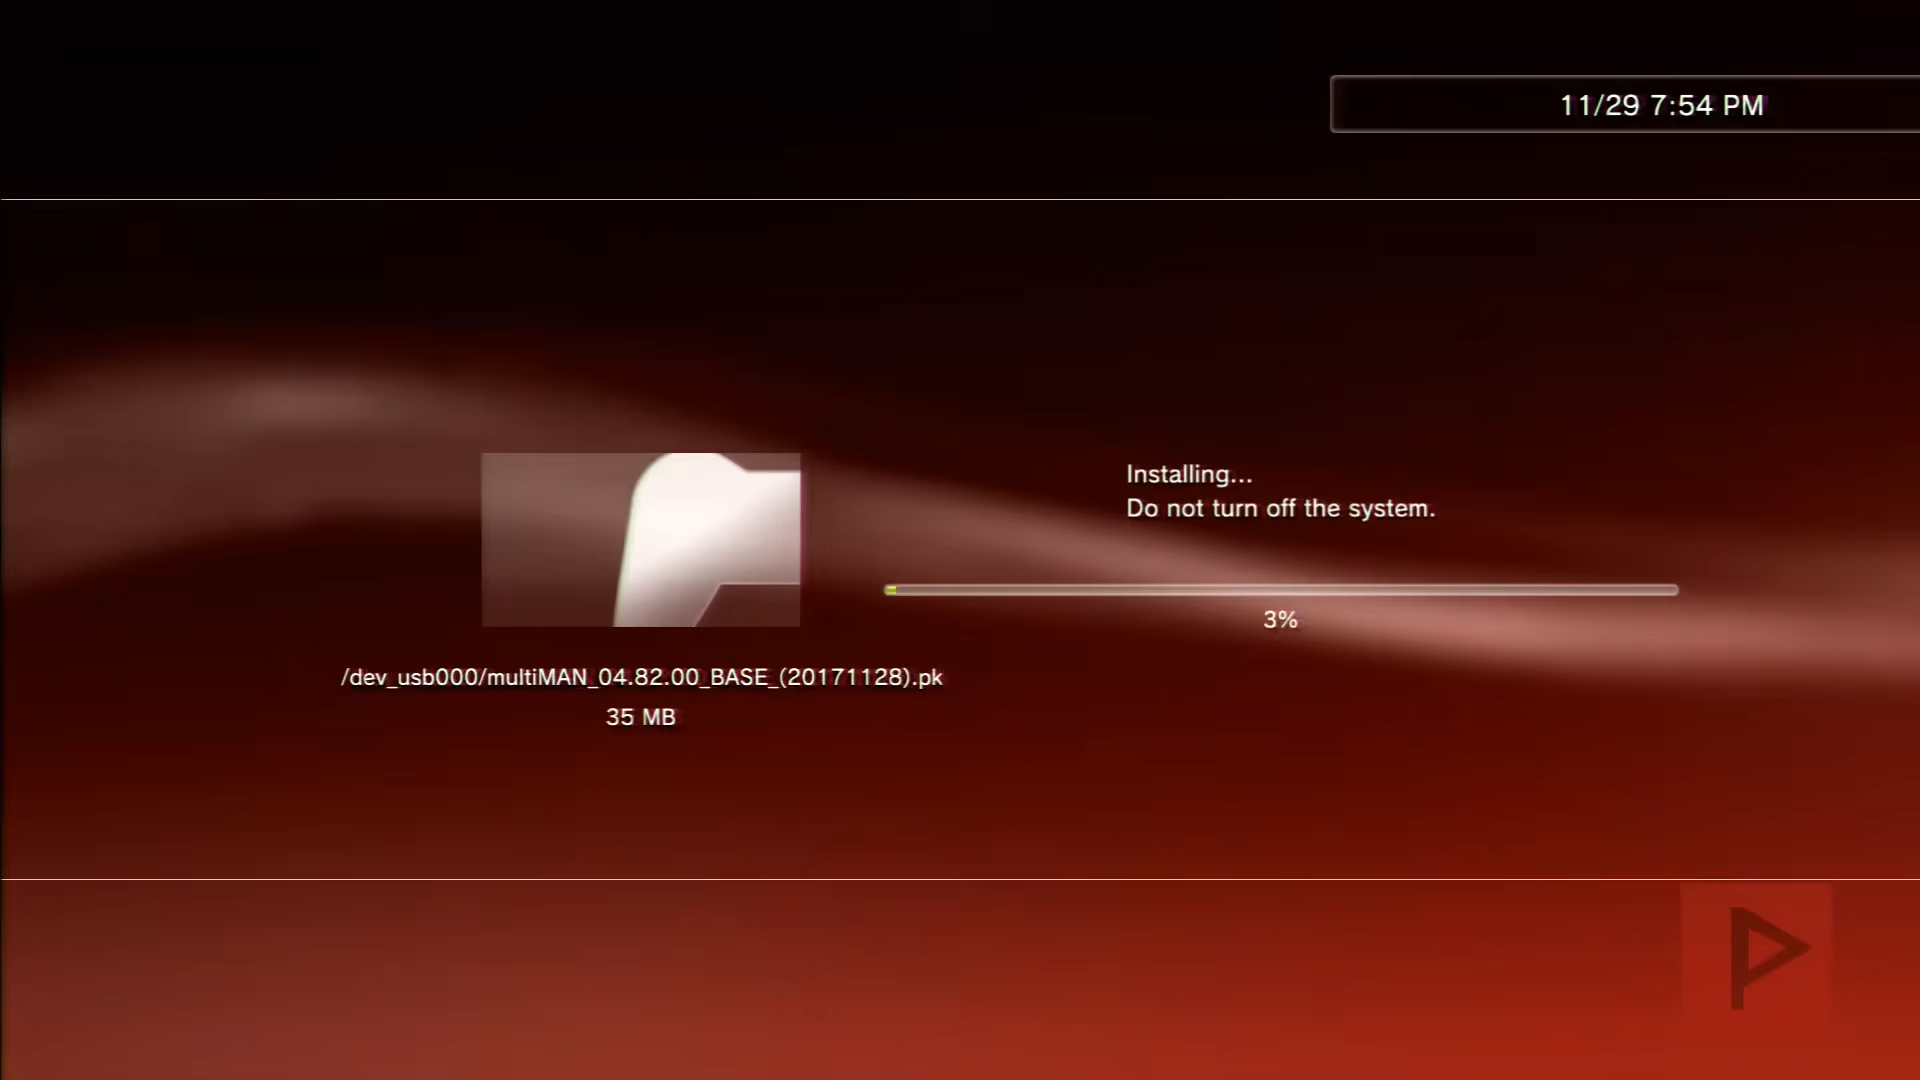 11/29 7:54 PM
Installing...
Do not turn off the system.
3%
/dev_usb000/multiMAN_04.82.00_BASE_(20171128).pk
35 MB